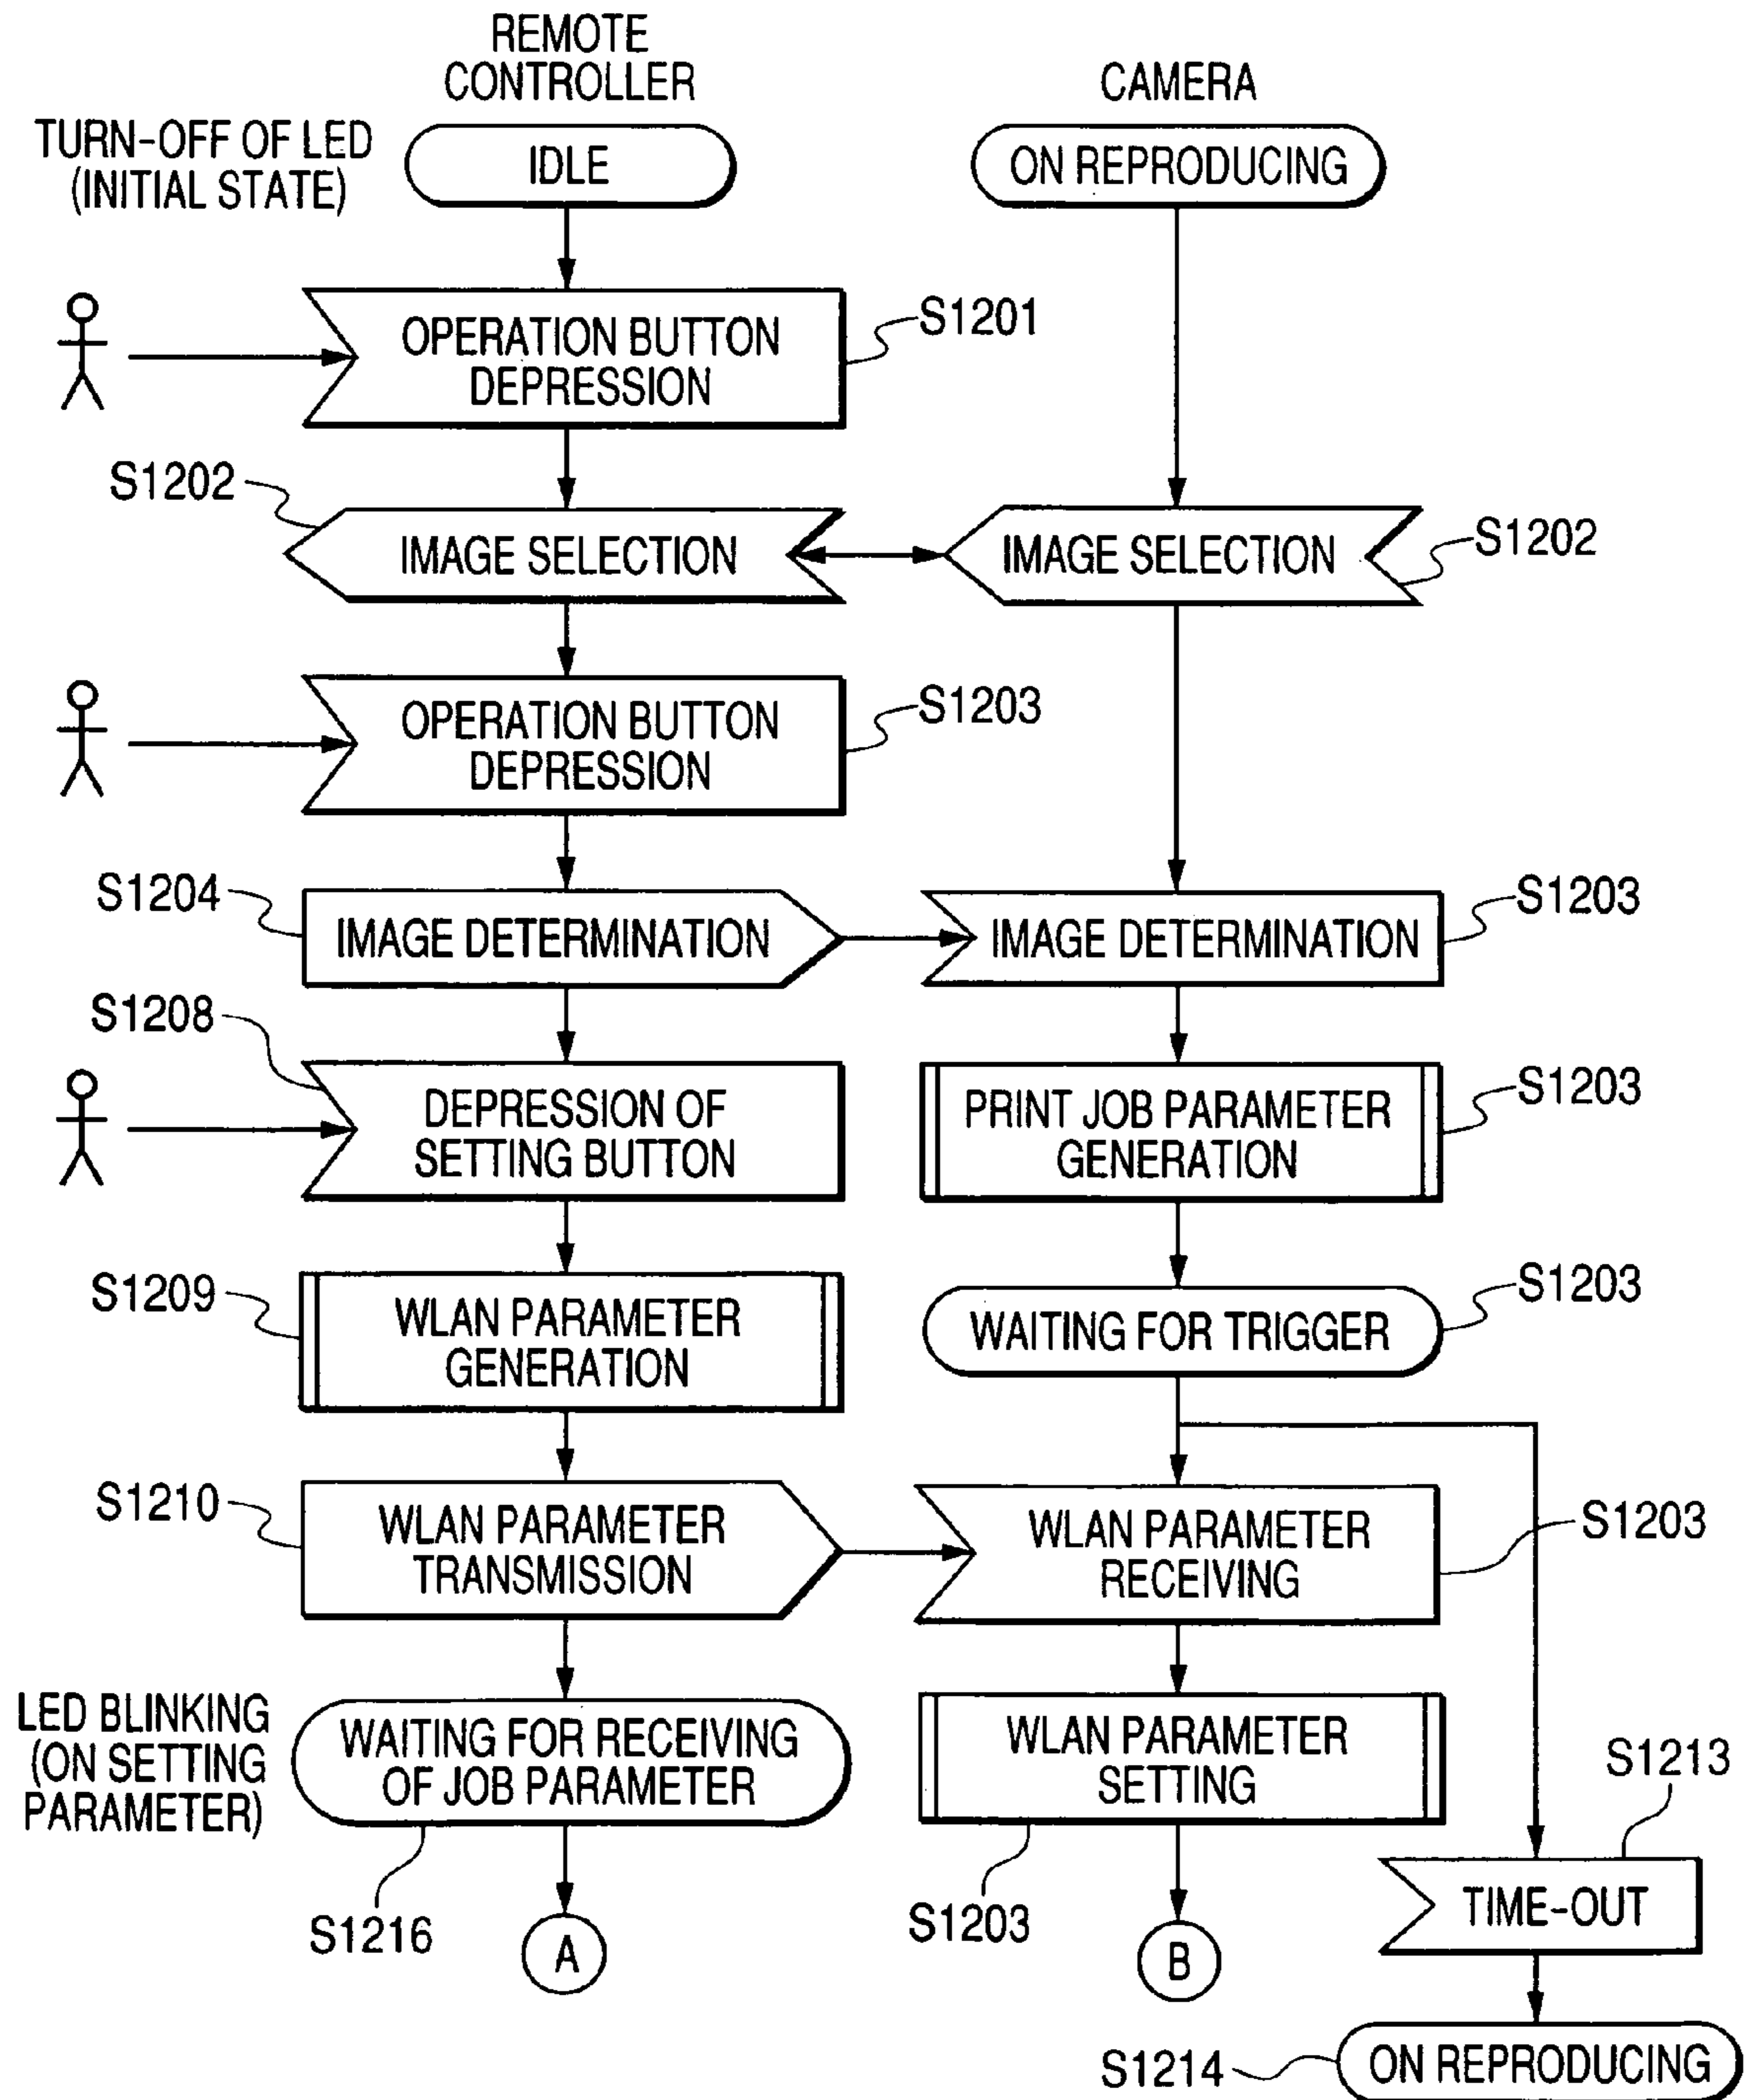 REMOTE
CONTROLLER
CAMERA
TURN-OFF OF LED
(INITIAL STATE)
IDLE
ON REPRODUCING
OPERATION BUTTON
DEPRESSION
S1201
S1202
IMAGE SELECTION
IMAGE SELECTION
S1202
OPERATION BUTTON
DEPRESSION
S1203
S1204
IMAGE DETERMINATION
IMAGE DETERMINATION
S1203
S1208
DEPRESSION OF
SETTING BUTTON
PRINT JOB PARAMETER
GENERATION
S1203
S1209
WLAN PARAMETER
GENERATION
WAITING FOR TRIGGER
S1203
S1210
WLAN PARAMETER
TRANSMISSION
WLAN PARAMETER
RECEIVING
S1203
LED BLINKING
(ON SETTING
PARAMETER)
WAITING FOR RECEIVING
OF JOB PARAMETER
S1216
WLAN PARAMETER
SETTING
S1203
S1213
TIME-OUT
A
B
S1214
ON REPRODUCING